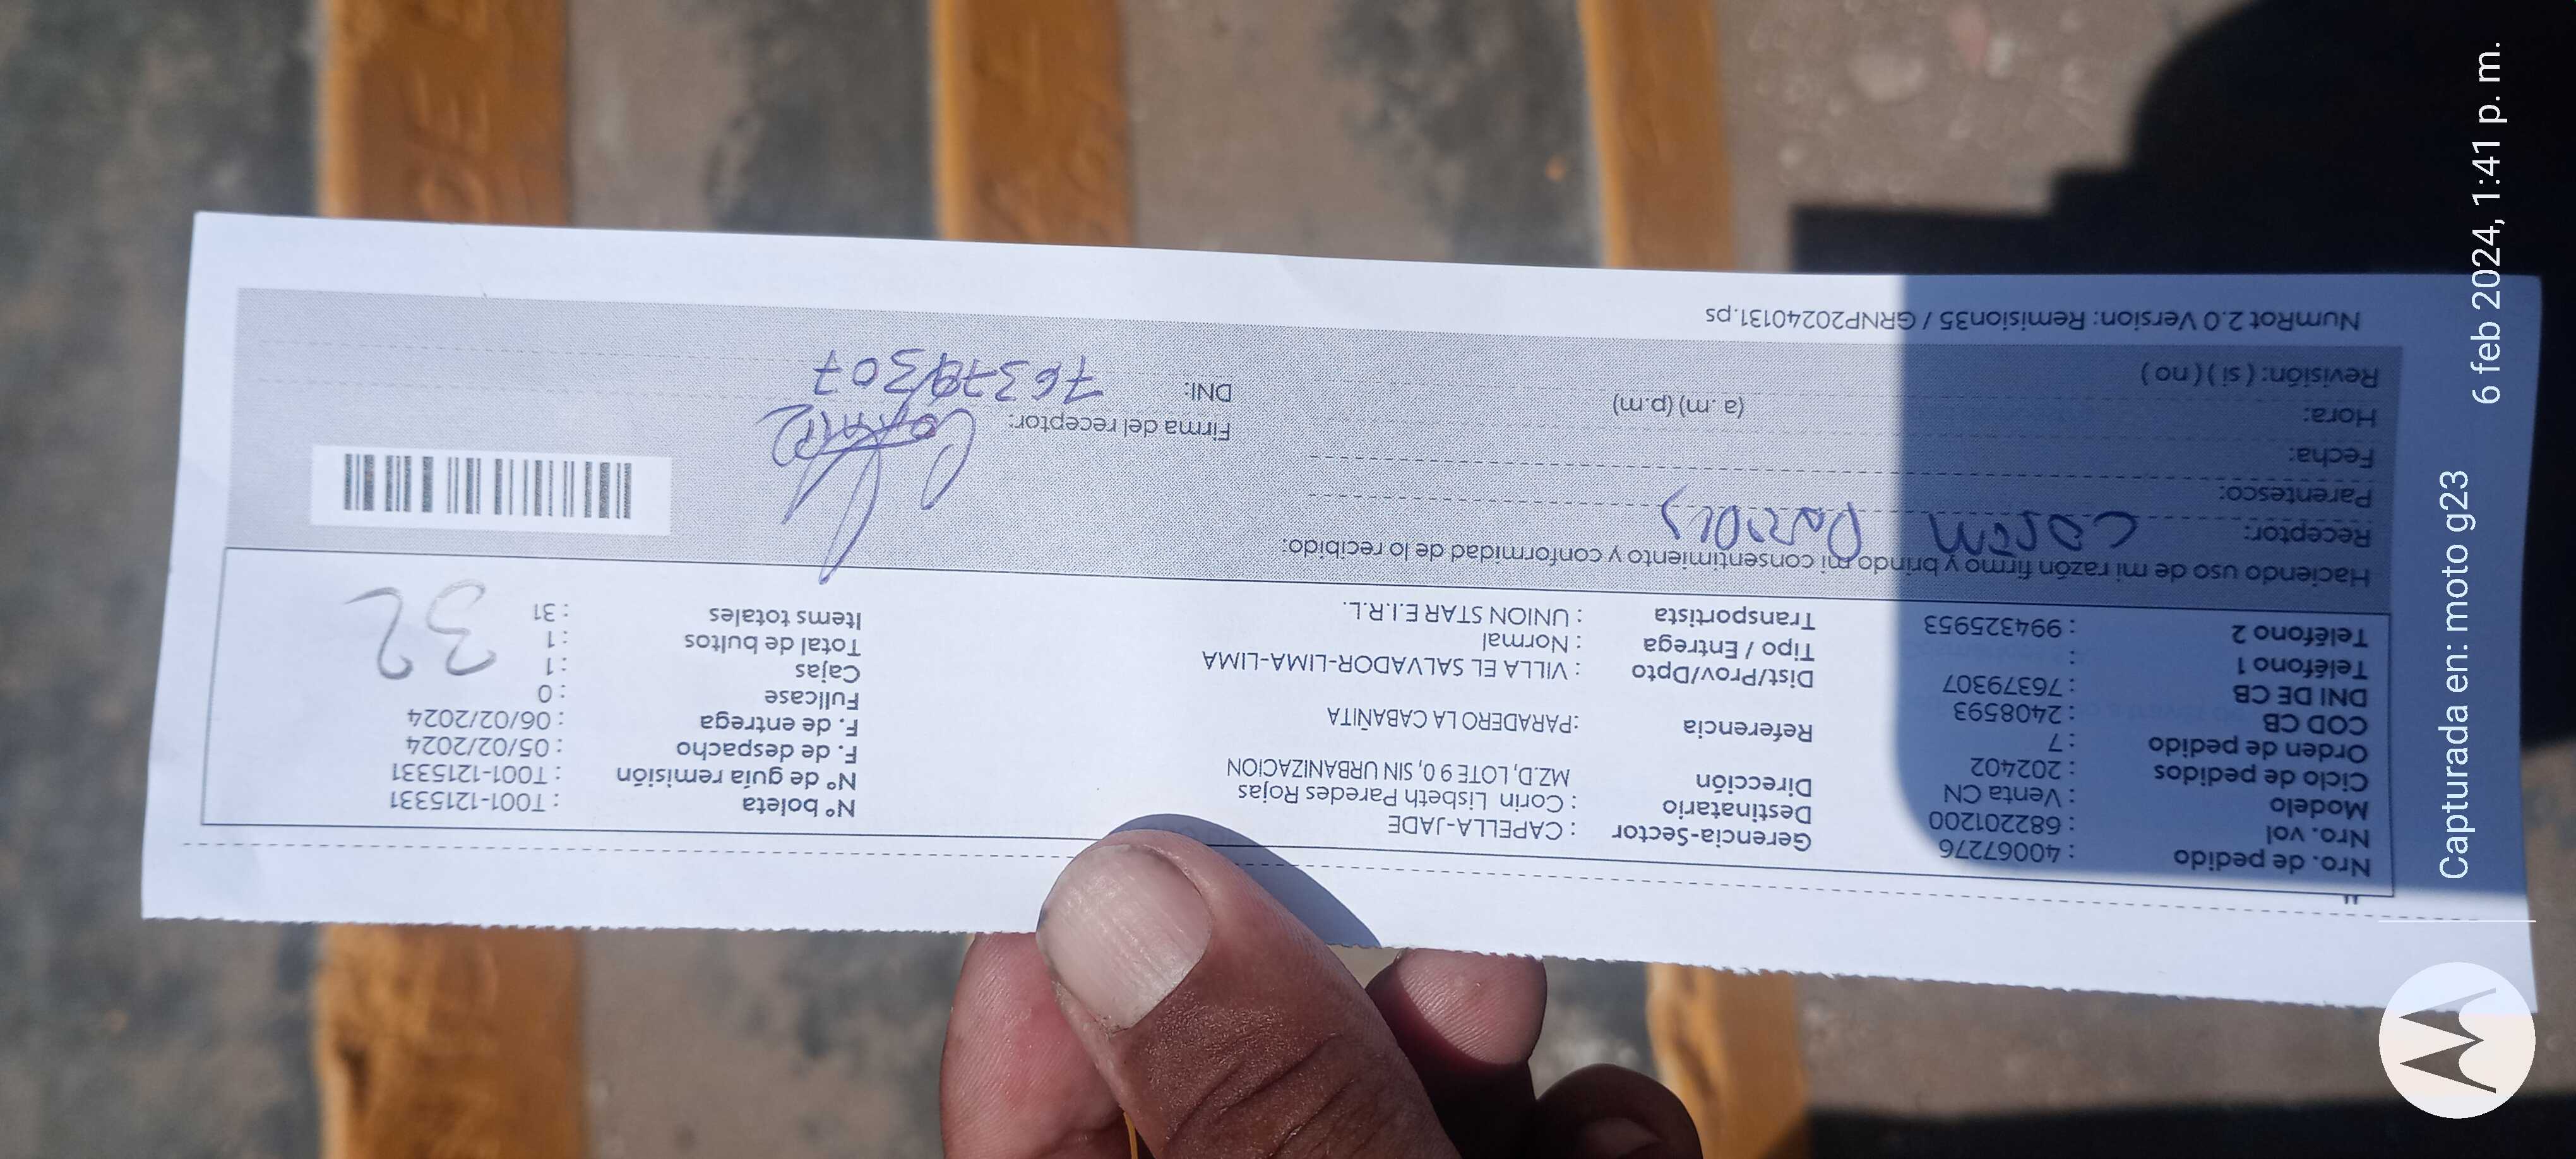 Nro. de pedido : 40067276
Nro. vol : 682201200
Modelo : Venta CN
Ciclo de pedidos : 202402
Orden de pedido : 7
COD CB : 2408593
DNI DE CB : 76379307
Teléfono 1 :
Teléfono 2 : 994325953
Gerencia-Sector : CAPELLA-JADE
Destinatario : Corin Lisbeth Paredes Rojas
Dirección MZ.D, LOTE 9 0, SIN URBANIZACION
Referencia :PARADERO LA CABAÑITA
Dist/Prov/Dpto : VILLA EL SALVADOR-LIMA-LIMA
Tipo / Entrega : Normal
Transportista : UNION STAR E.I.R.L.
N° boleta : T001-1215331
N° de guía remisión : T001-1215331
F. de despacho : 05/02/2024
F. de entrega : 06/02/2024
Fullcase : 0
Cajas : 1
Total de bultos : 1
Items totales : 31
32
Haciendo uso de mi razón firmo y brindo mi consentimiento y conformidad de lo recibido:
Receptor:
Parentesco:
Fecha:
Hora: (a .m) (p.m)
Revisión: ( si ) ( no )
Firma del receptor:
DNI: 76379307
NumRot 2.0 Version: Remision35 / GRNP20240131.ps
Capturada en: moto g23 6 feb 2024, 1:41 p. m.